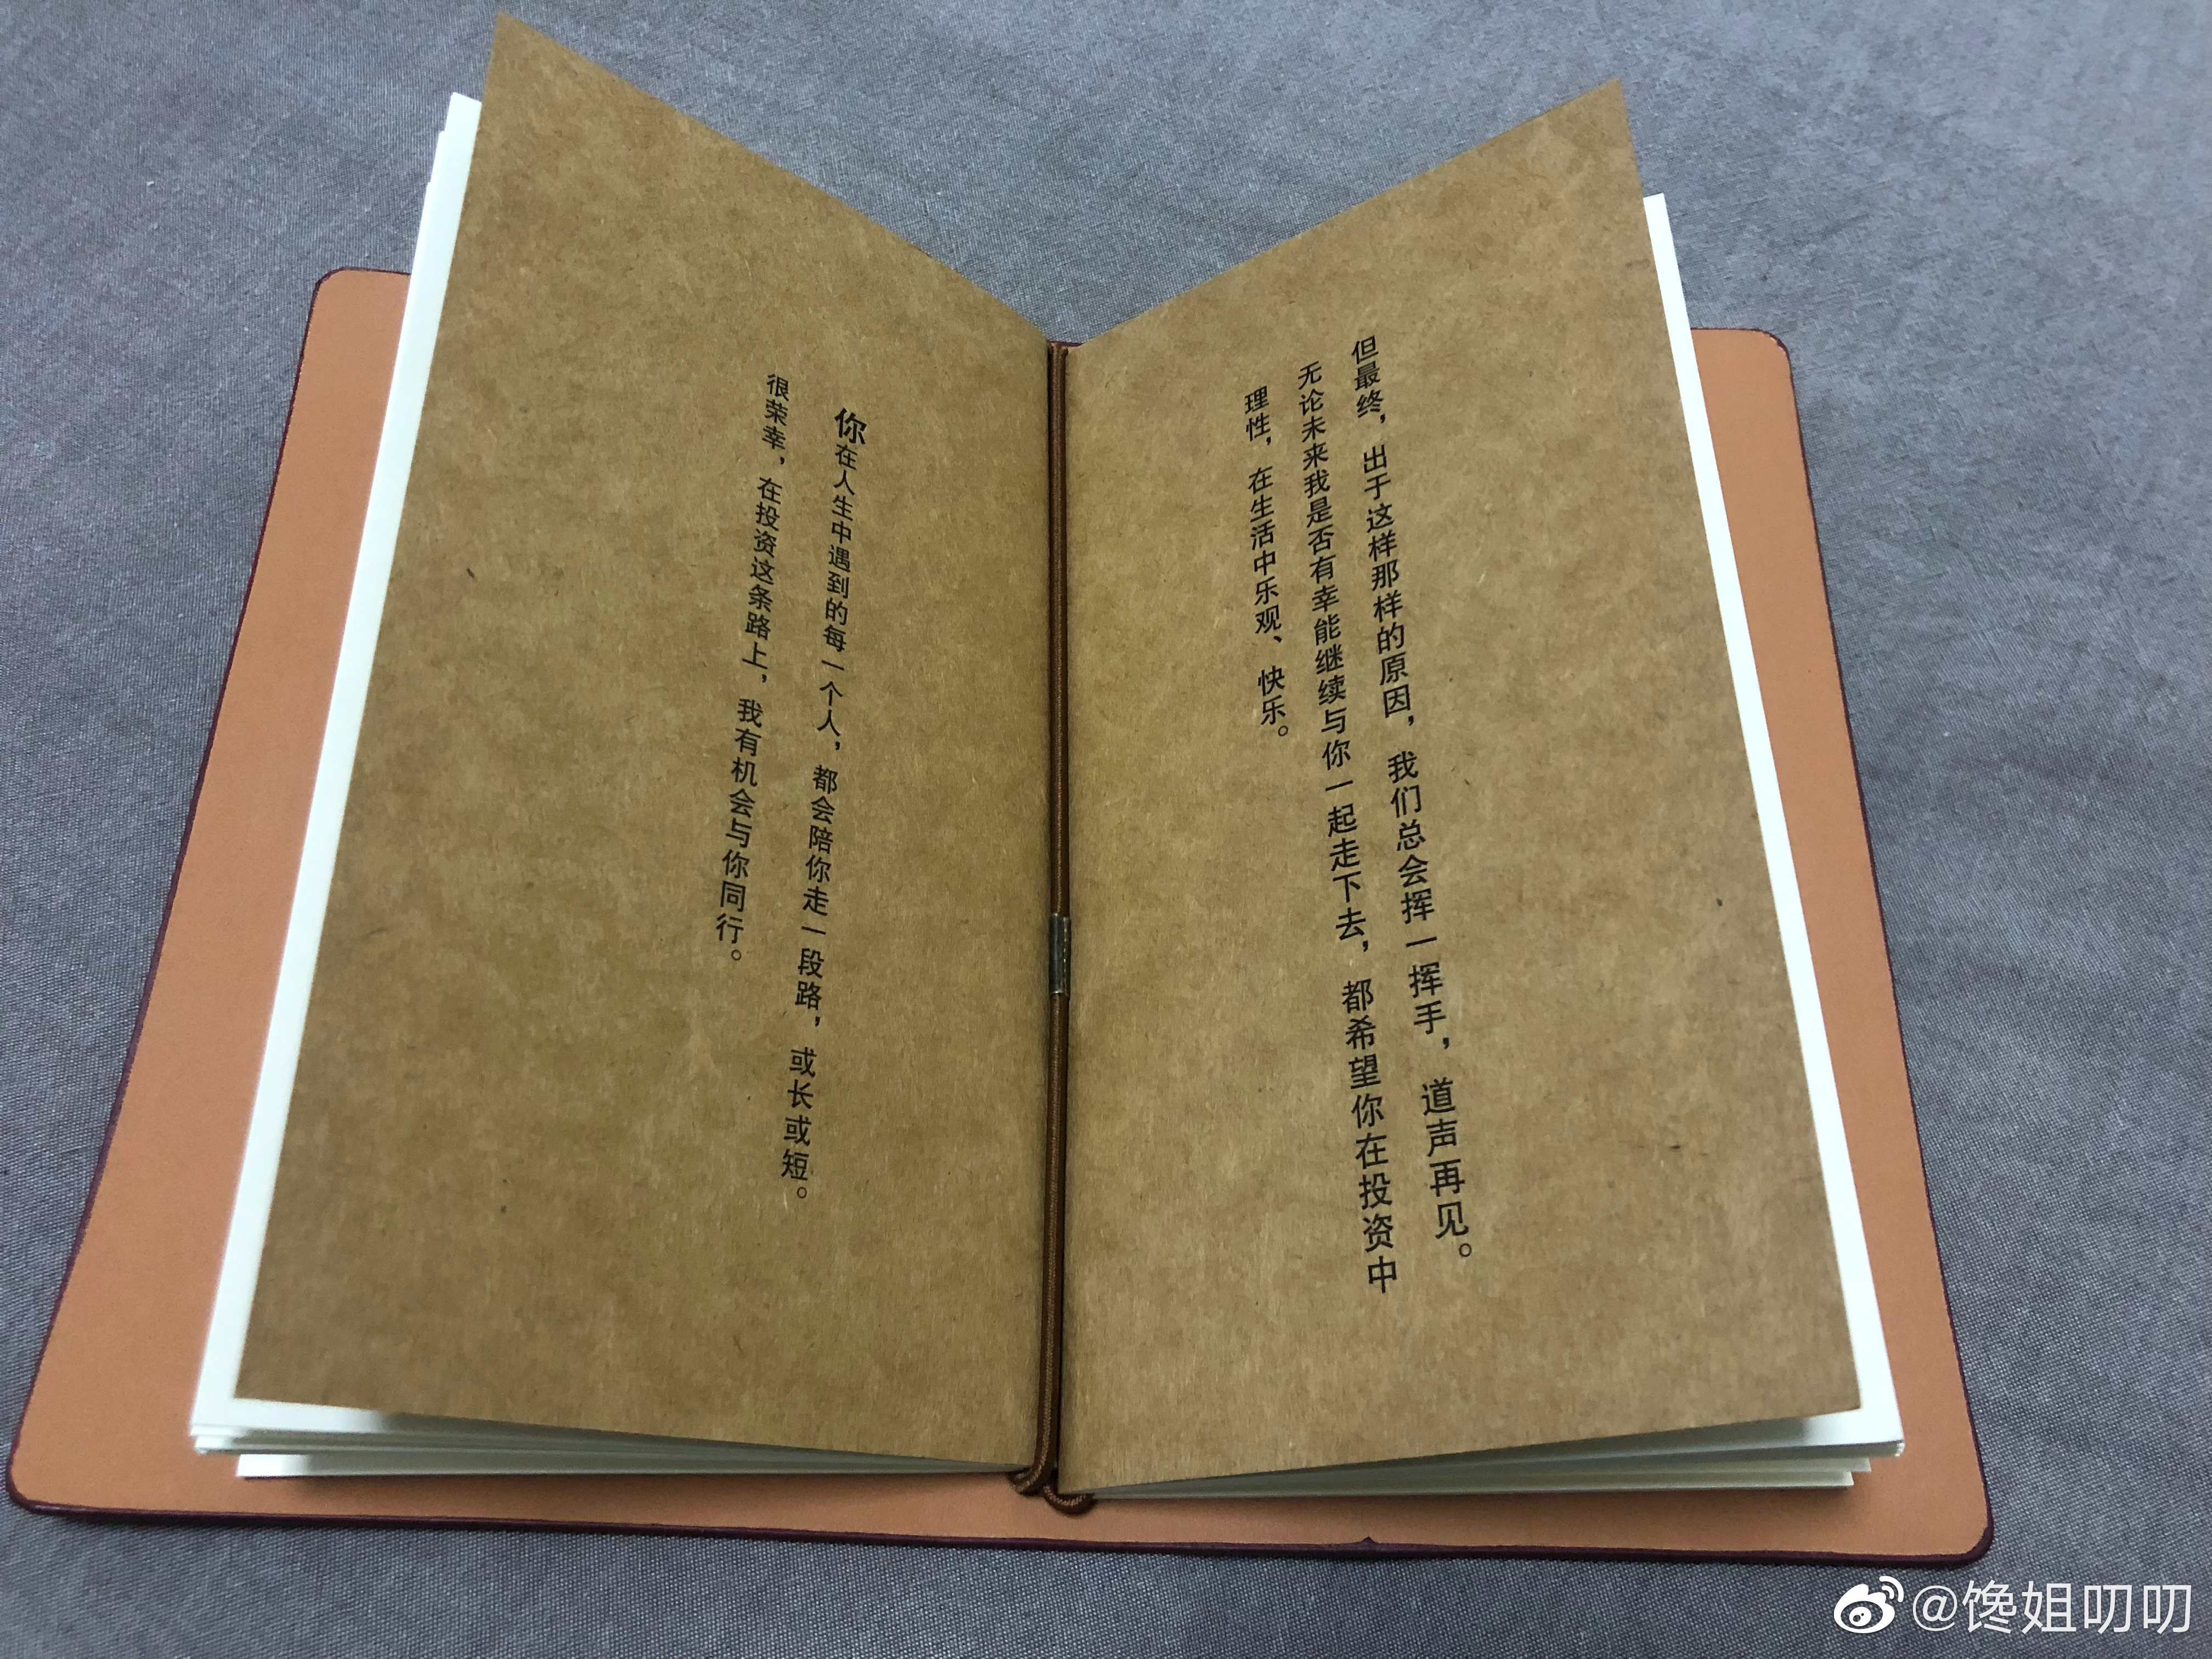 你在人生中遇到的每一个人，都会陪你走一段路，或长或短。
很荣幸，在投资这条路上，我有机会与你同行。
但最终，出于这样那样的原因，我们总会挥一挥手，道声再见。
无论未来我是否有幸能继续与你一起走下去，都希望你在投资中
理性，在生活中乐观、快乐。
@馋姐叨叨